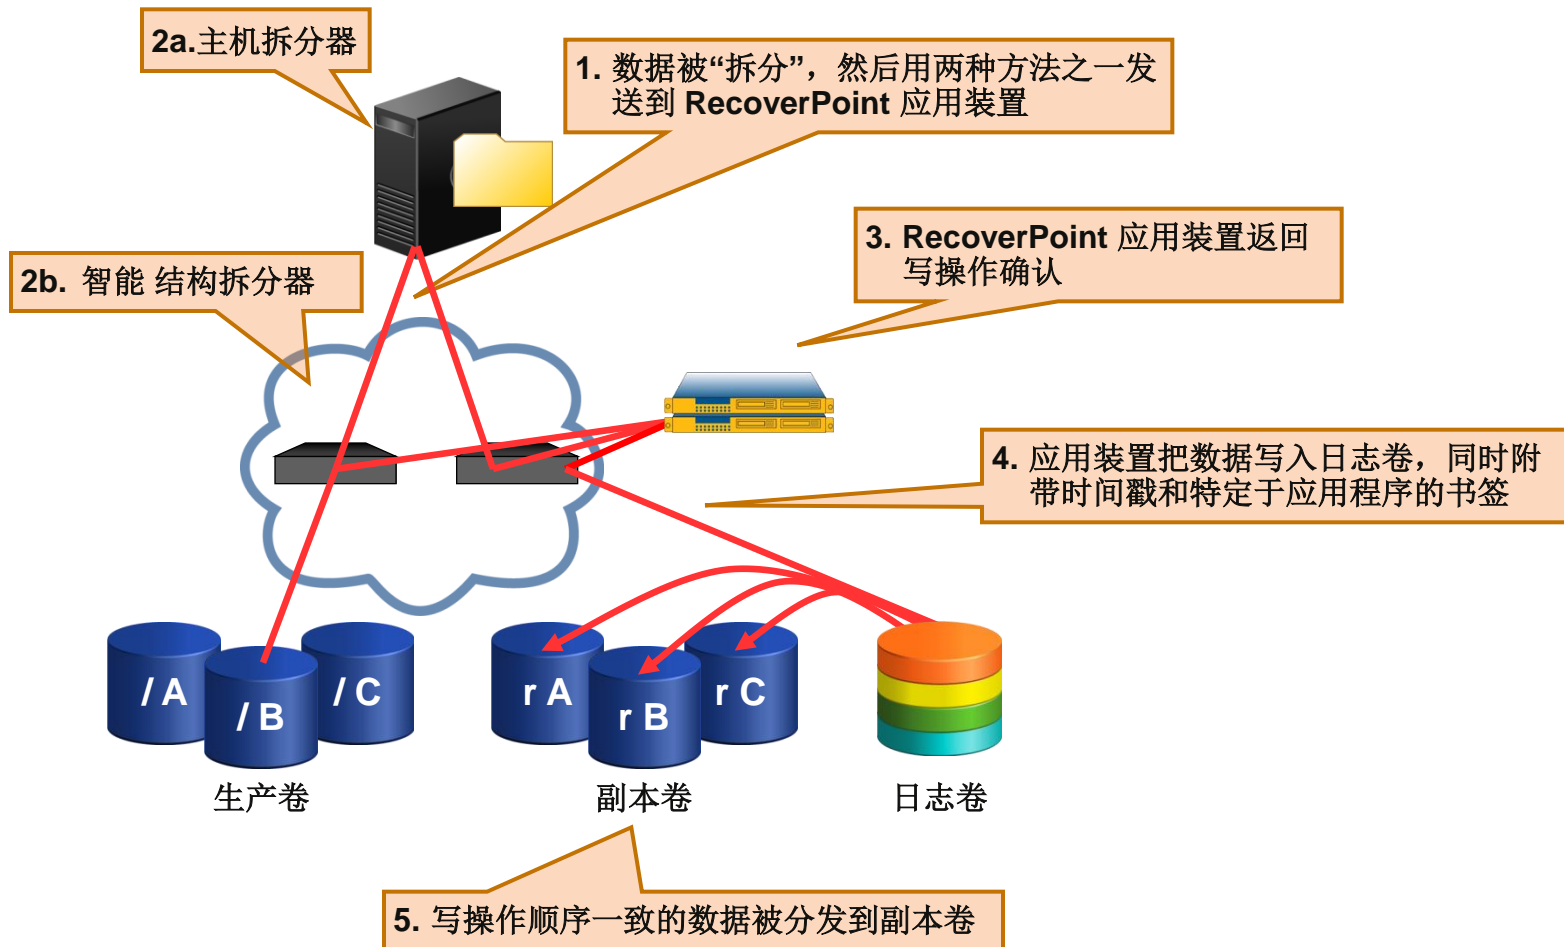 2a.主机拆分器
1. 数据被“拆分”，然后用两种方法之一发
送到 RecoverPoint 应用装置
3. RecoverPoint 应用装置返回
写操作确认
2b. 智能 结构拆分器
4. 应用装置把数据写入日志卷，同时附
带时间戳和特定于应用程序的书签
/ A
/ B
/ C
r A
r B
r C
生产卷
副本卷
日志卷
5. 写操作顺序一致的数据被分发到副本卷